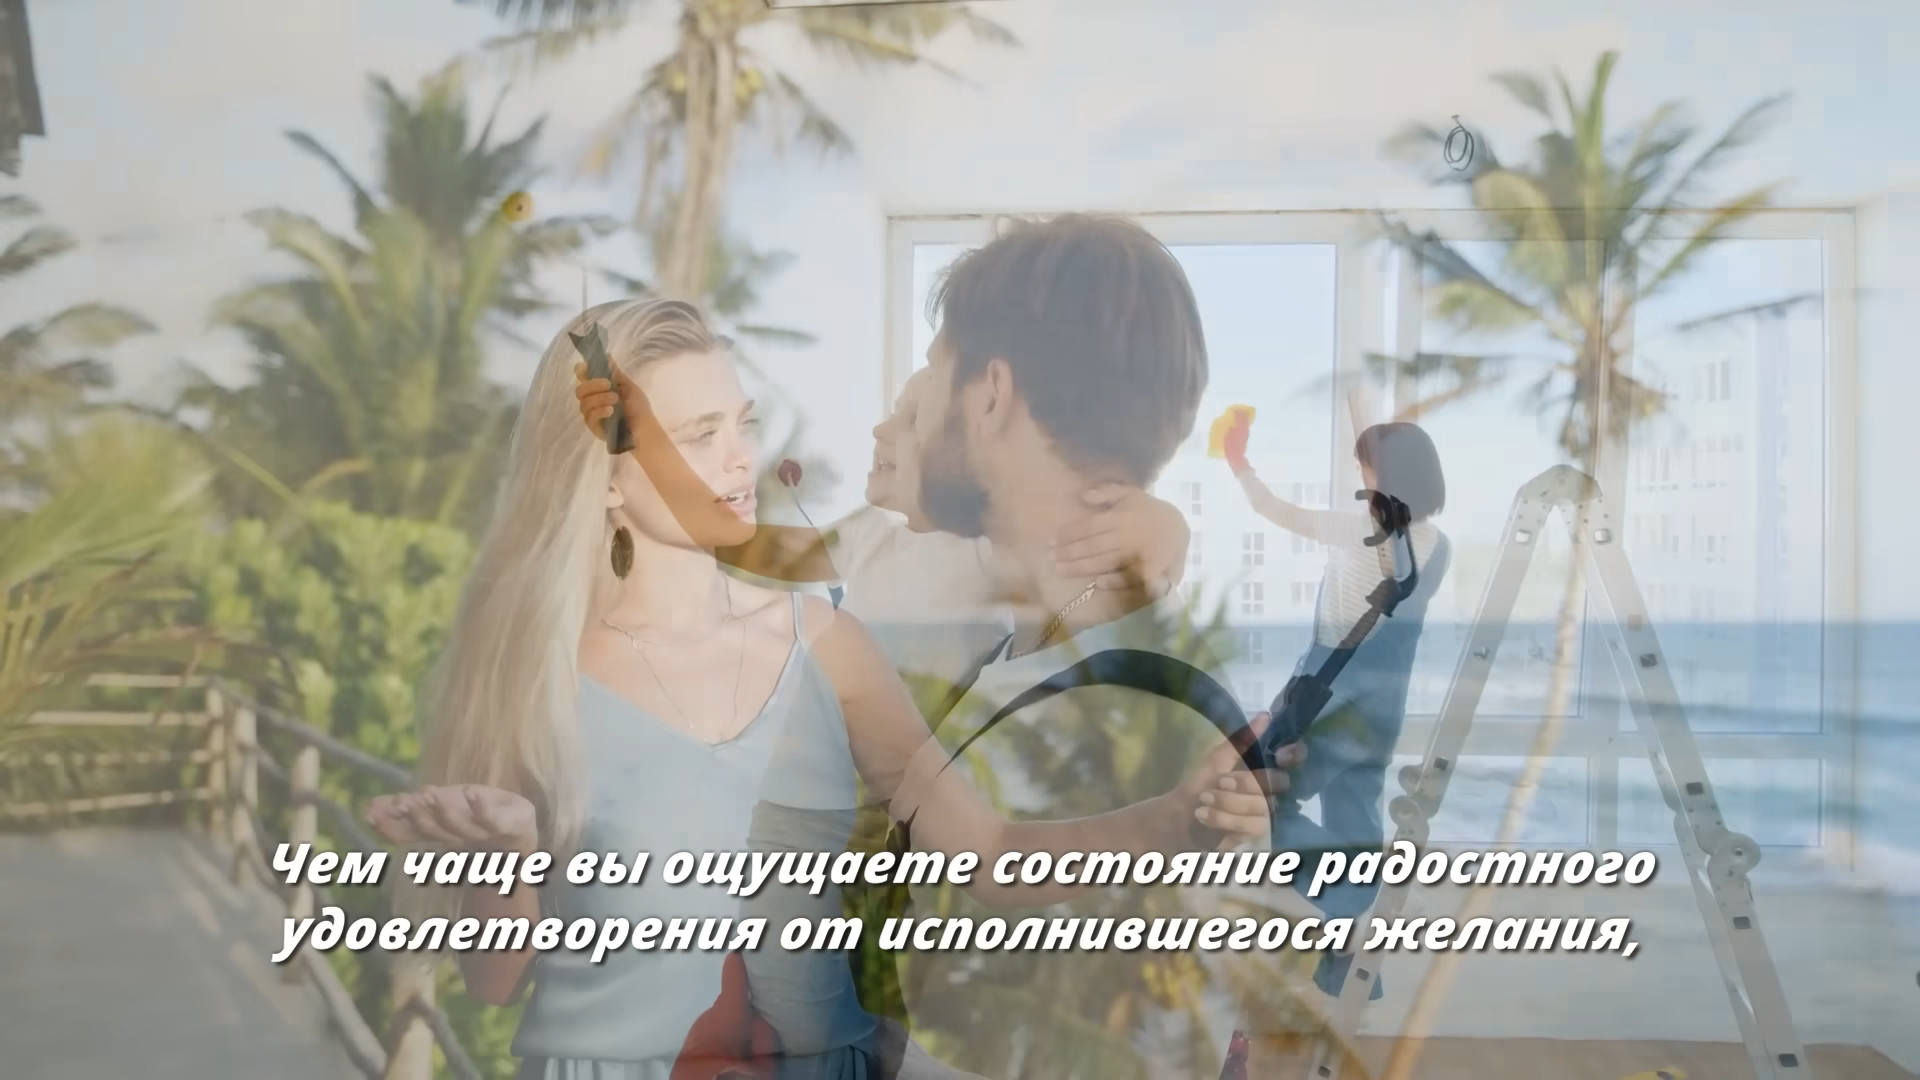 Чем чаще вы ощущаете состояние радостного
удовлетворения от исполнившегося желания,